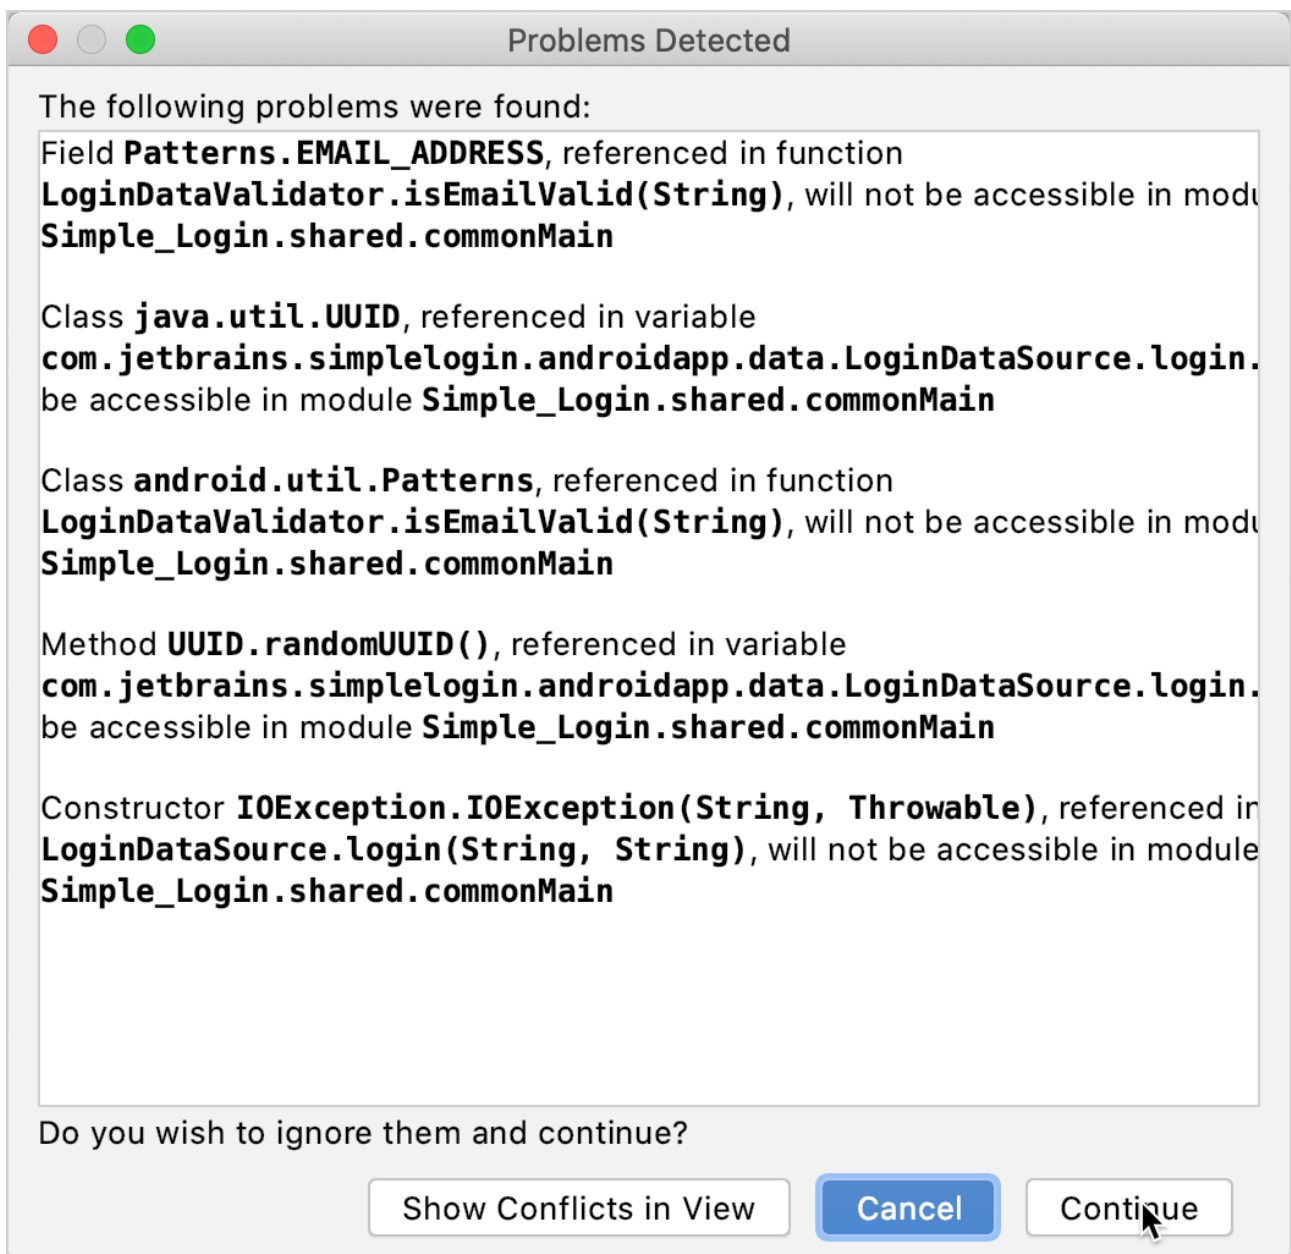 Problems Detected
The following problems were found:
Field Patterns.EMAIL_ADDRESS, referenced in function
LoginDataValidator.isEmailValid(String), will not be accessible in
Simple_Login.shared.commonMain
Class java.util.UUID, referenced in variable
com.jetbrains.simplelogin.androidapp.data.LoginDataSource.login.
be accessible in module Simple_Login.shared.commonMain
Class android.util.Patterns, referenced in function
LoginDataValidator.isEmailValid(String), will not be accessible in
Simple_Login.shared.commonMain
Method UUID.randomUUID(), referenced in variable
com.jetbrains.simplelogin.androidapp.data.LoginDataSource.login.
be accessible in module Simple_Login.shared.commonMain
Constructor IOException.IOException(String, Throwable), referenced in
LoginDataSource.login(String, String), will not be accessible in module
Simple_Login.shared.commonMain
Do you wish to ignore them and continue?
Show Conflicts in View
Cancel
Continue